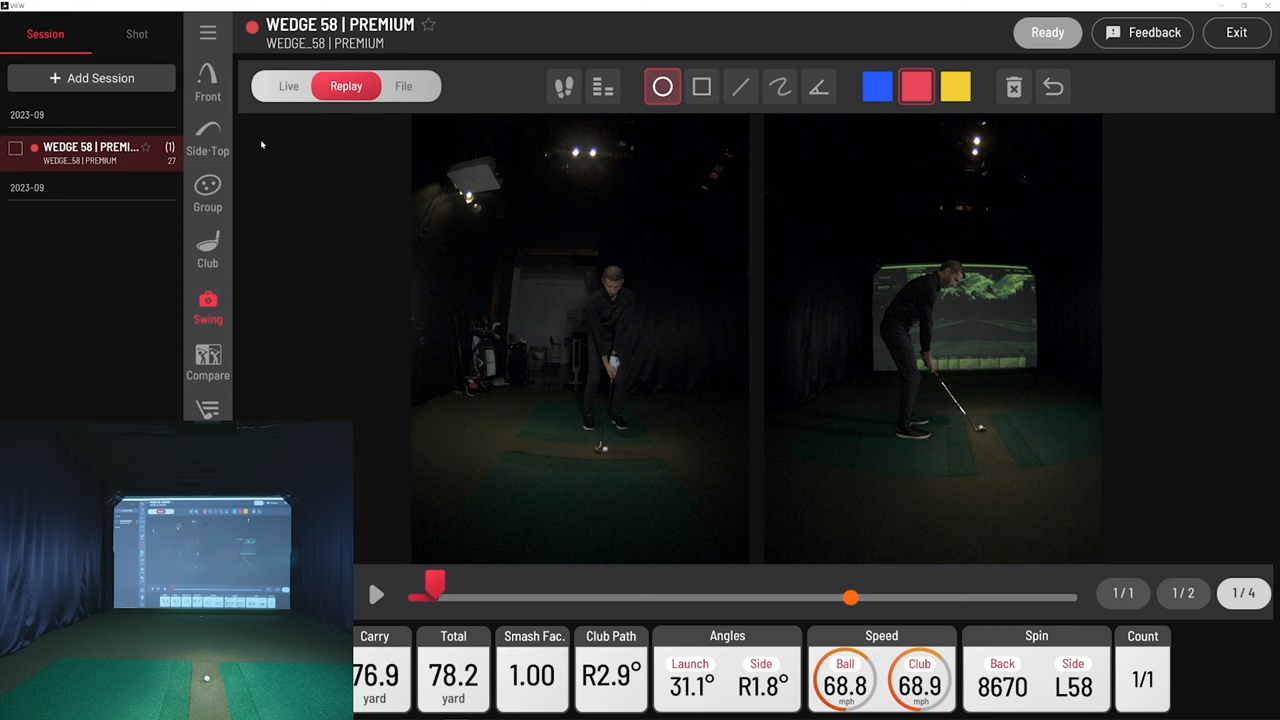 VIEW
Session
Shot
+ Add Session
2023-09
WEDGE 58 | PREMI... (1)
WEDGE_58 | PREMIUM 27
2023-09
Front
Side-Top
Group
Club
Swing
Compare
WEDGE 58 | PREMIUM
WEDGE_58 | PREMIUM
Ready
Feedback
Exit
Live
Replay
File
1/1
1/2
1/4
Carry
76.9
yard
Total
78.2
yard
Smash Fac.
1.00
Club Path
R2.9°
Angles
Launch
31.1°
Side
R1.8°
Speed
Ball
68.8
mph
Club
68.9
mph
Spin
Back
8670
Side
L58
Count
1/1